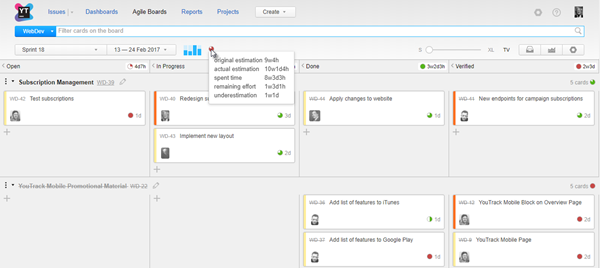 YT
Issues Dashboards Agile Boards Reports Projects Create
WebDev Filter cards on the board
Sprint 18 13 — 24 Feb 2017 S XL TV
original estimation 9w4h
actual estimation 10w1d4h
spent time 8w3d3h
remaining effort 1w3d1h
underestimation 1w1d
Open 4d7h In Progress Done 3w2d3h Verified 2w3d
Subscription Management WD-39 5 cards
WD-42 Test subscriptions 1d
WD-40 Redesign 3d
WD-44 Apply changes to website 1d
WD-41 New endpoints for campaign subscriptions 2d
WD-43 Implement new layout 2d
YouTrack Mobile Promotional Material WD-22 5 cards
WD-36 Add list of features to iTunes 1d
WD-12 YouTrack Mobile Block on Overview Page 2d
WD-37 Add list of features to Google Play 1d
WD-9 YouTrack Mobile Page 2d